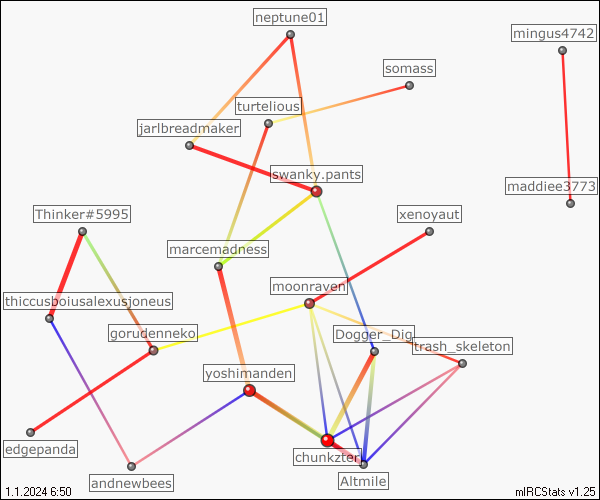 neptune01
mingus4742
somass
turtelious
jarlbreadmaker
swanky.pants
maddiee3773
Thinker#5995
xenoyaut
marcemadness
moonraven
thiccusboiusalexusjoneus
gorudenneko
Dogger_Dig
trash_skeleton
yoshimanden
edgepanda
chunkzter
andnewbees
Altmile
1.1.2024 6:50
mIRCStats v1.25